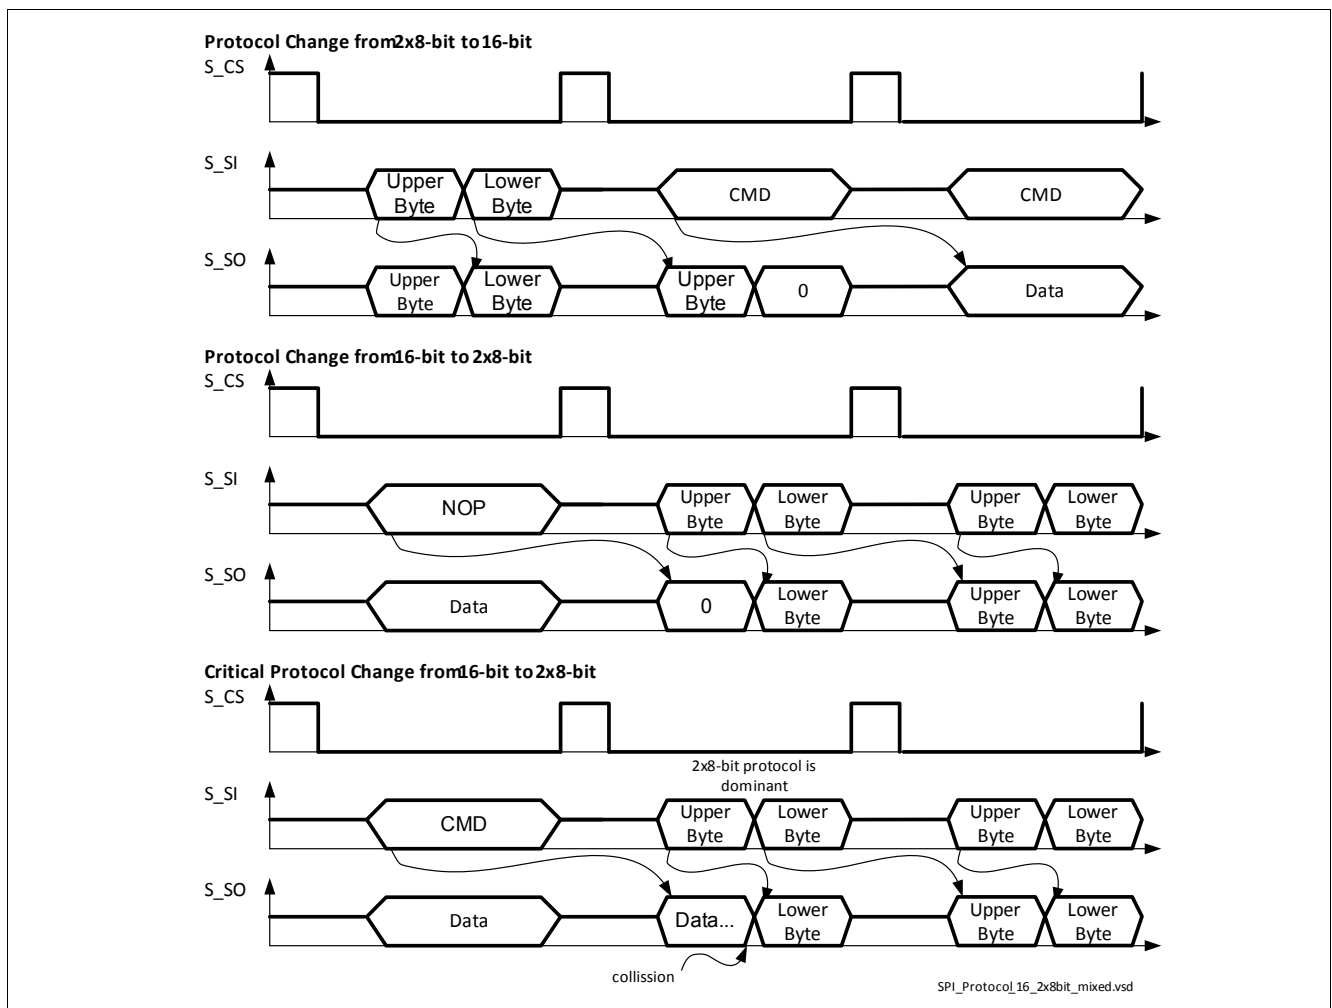 Protocol Change from2x8-bit to16-bit
S_CS
S_SI
Upper
Byte
Lower
Byte
CMD
CMD
S_SO
Upper
Byte
Lower
Byte
Upper
Byte
0
Data
Protocol Change from16-bit to 2x8-bit
S_CS
S_SI
NOP
Upper
Byte
Lower
Byte
Upper
Byte
Lower
Byte
S_SO
Data
0
Lower
Byte
Upper
Byte
Lower
Byte
Critical Protocol Change from16-bit to2x8-bit
S_CS
2x8-bit protocol is
dominant
S_SI
CMD
Upper
Byte
Lower
Byte
Upper
Byte
Lower
Byte
S_SO
Data
Data...
Lower
Byte
Upper
Byte
Lower
Byte
collission
SPI_Protocol_16_2x8bit_mixed.vsd